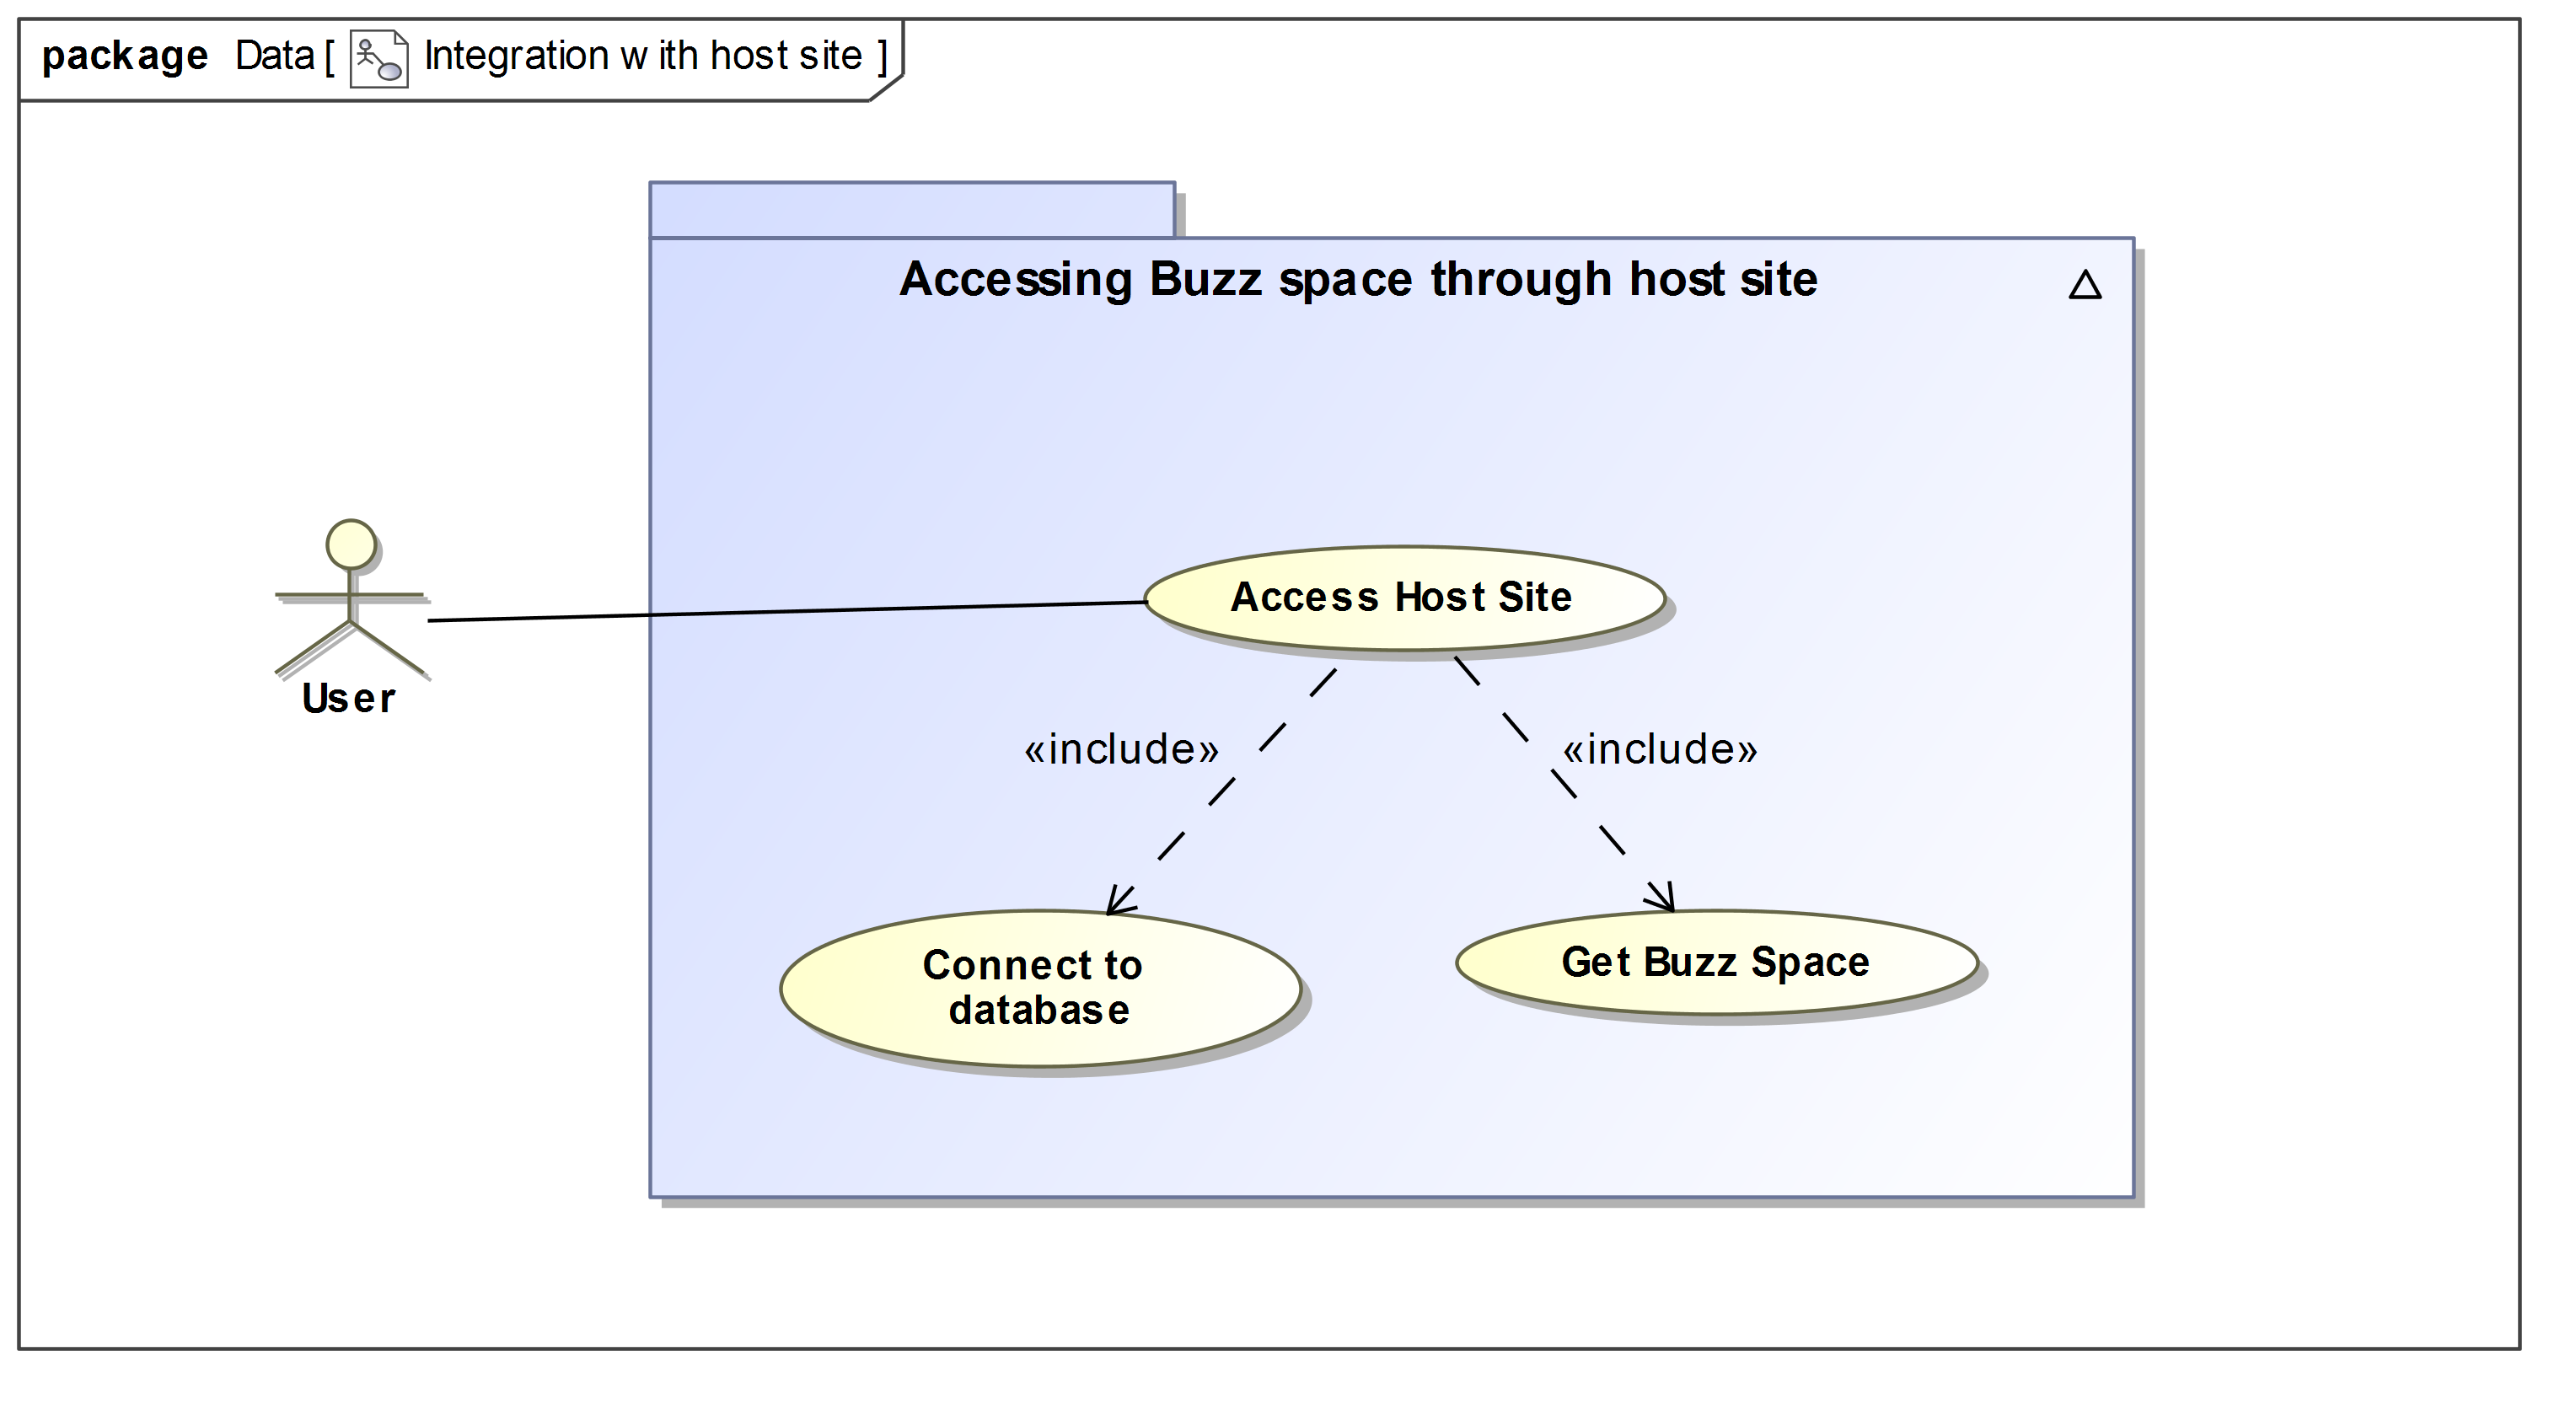 package Data [ Integration with host site ]
Accessing Buzz space through host site
Access Host Site
User
«include» «include»
Connect to
database
Get Buzz Space